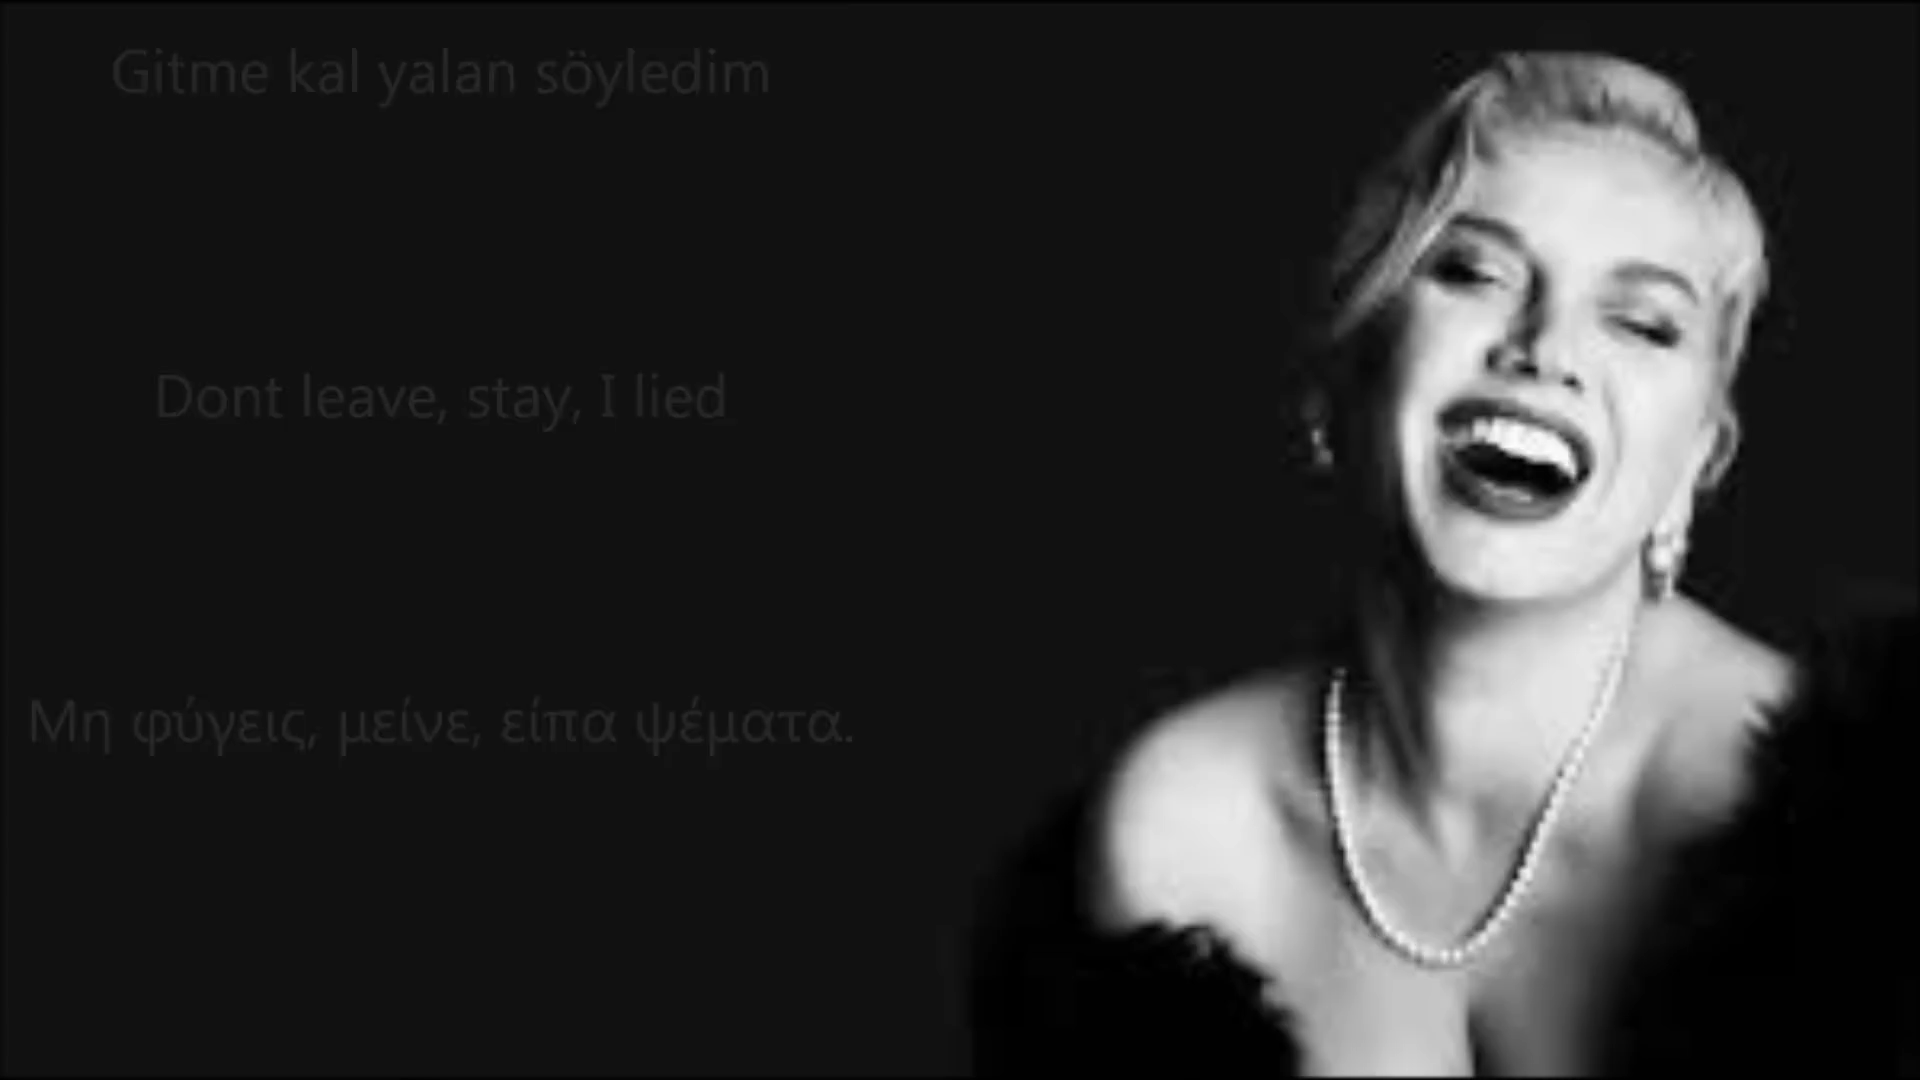 Gitme kal yalan söyledim
Dont leave, stay, I lied
Μη φύγεις, μείνε, είπα ψέματα.